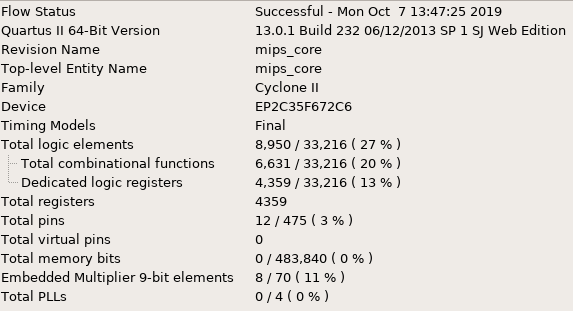 Flow Status Successful - Mon Oct 7 13:47:25 2019
Quartus II 64-Bit Version 13.0.1 Build 232 06/12/2013 SP 1 SJ Web Edition
Revision Name mips_core
Top-level Entity Name mips_core
Family Cyclone II
Device EP2C35F672C6
Timing Models Final
Total logic elements 8,950 / 33,216 ( 27 % )
Total combinational functions 6,631 / 33,216 ( 20 % )
Dedicated logic registers 4,359 / 33,216 ( 13 % )
Total registers 4359
Total pins 12 / 475 ( 3 % )
Total virtual pins 0
Total memory bits 0 / 483,840 ( 0 % )
Embedded Multiplier 9-bit elements 8 / 70 ( 11 % )
Total PLLs 0 / 4 ( 0 % )